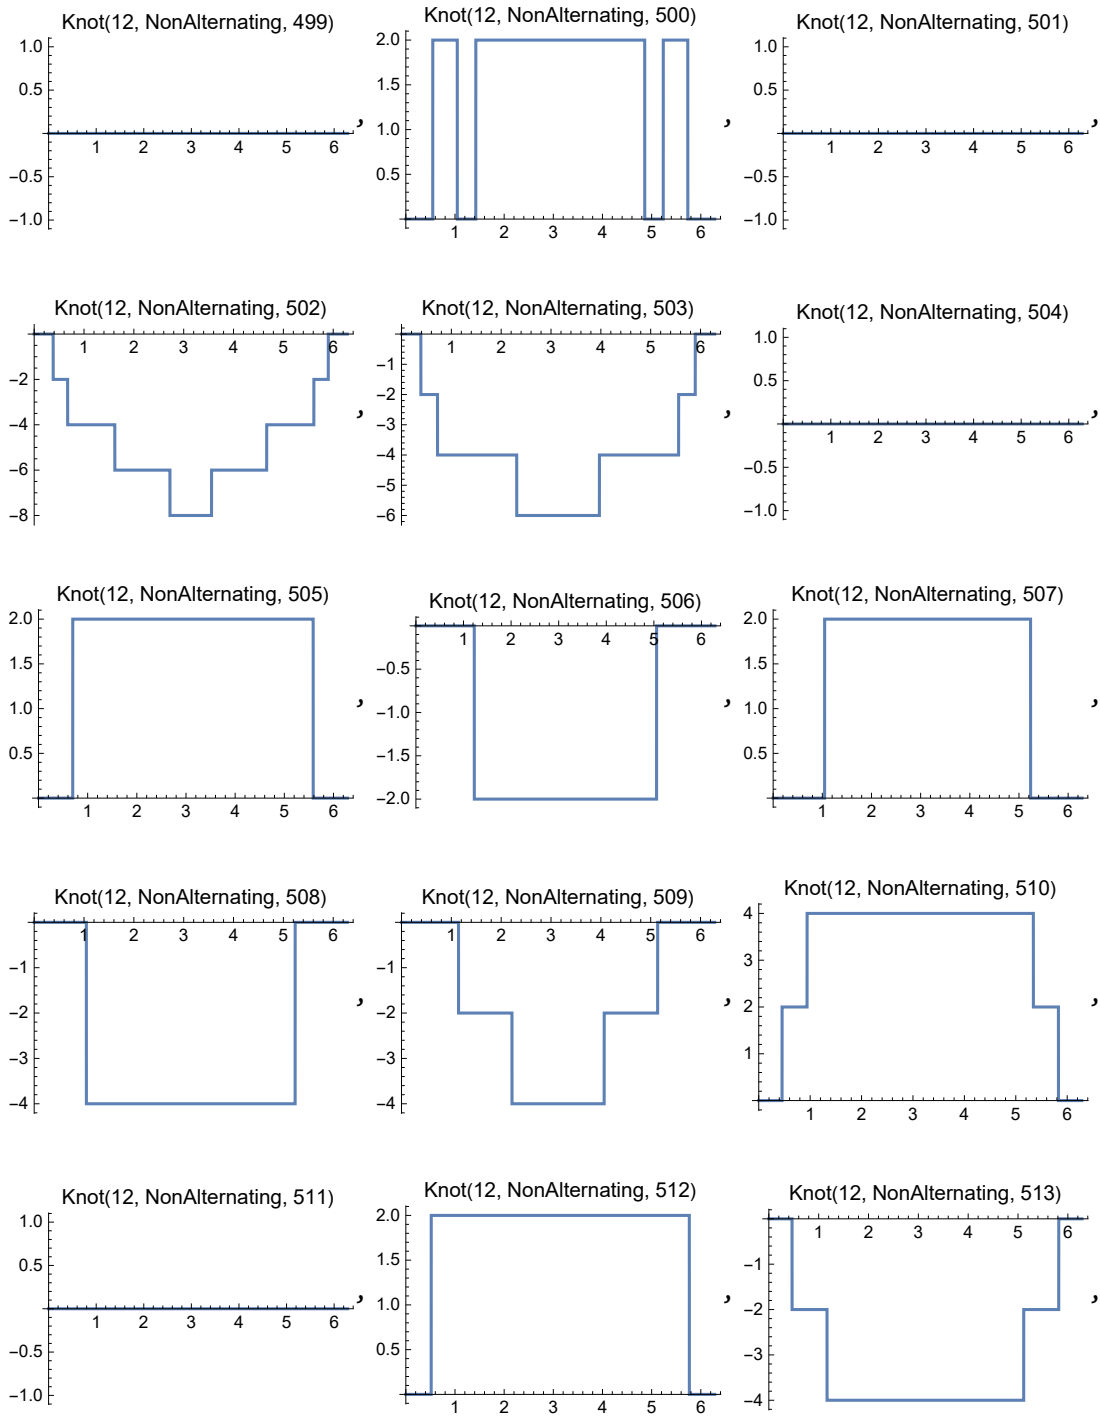 Knot(12, NonAlternating, 499)
1.0
0.5
1 2 3 4 5 6
−0.5
−1.0
,
Knot(12, NonAlternating, 500)
2.0
1.5
1.0
0.5
1 2 3 4 5 6
,
Knot(12, NonAlternating, 501)
1.0
0.5
1 2 3 4 5 6
−0.5
−1.0
,
Knot(12, NonAlternating, 502)
1 2 3 4 5 6
−2
−4
−6
−8
,
Knot(12, NonAlternating, 503)
1 2 3 4 5 6
−1
−2
−3
−4
−5
−6
,
Knot(12, NonAlternating, 504)
1.0
0.5
1 2 3 4 5 6
−0.5
−1.0
,
Knot(12, NonAlternating, 505)
2.0
1.5
1.0
0.5
1 2 3 4 5 6
,
Knot(12, NonAlternating, 506)
1 2 3 4 5 6
−0.5
−1.0
−1.5
−2.0
,
Knot(12, NonAlternating, 507)
2.0
1.5
1.0
0.5
1 2 3 4 5 6
,
Knot(12, NonAlternating, 508)
1 2 3 4 5 6
−1
−2
−3
−4
,
Knot(12, NonAlternating, 509)
1 2 3 4 5 6
−1
−2
−3
−4
,
Knot(12, NonAlternating, 510)
4
3
2
1
1 2 3 4 5 6
,
Knot(12, NonAlternating, 511)
1.0
0.5
1 2 3 4 5 6
−0.5
−1.0
,
Knot(12, NonAlternating, 512)
2.0
1.5
1.0
0.5
1 2 3 4 5 6
,
Knot(12, NonAlternating, 513)
1 2 3 4 5 6
−1
−2
−3
−4
,